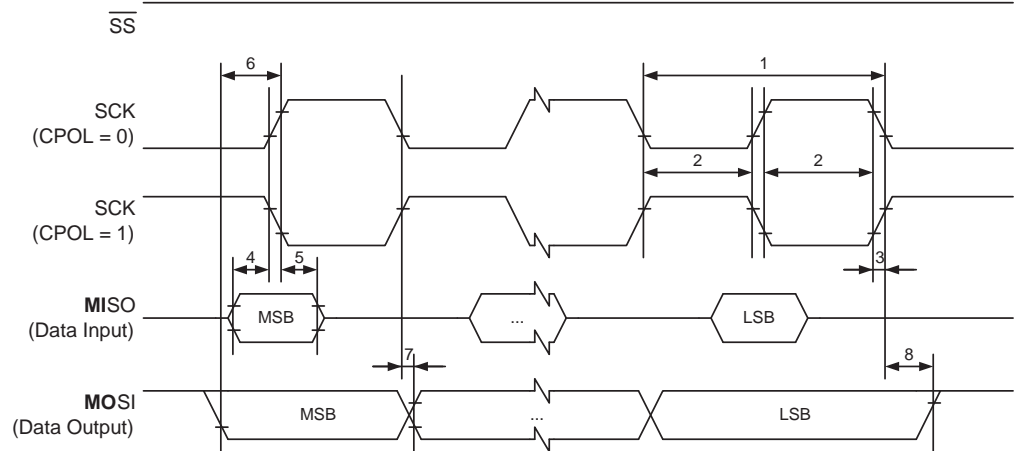 SS
6
1
SCK
(CPOL = 0)
2
2
SCK
(CPOL = 1)
4
5
3
MISO
(Data Input)
MSB
...
LSB
7
8
MOSI
(Data Output)
MSB
...
LSB